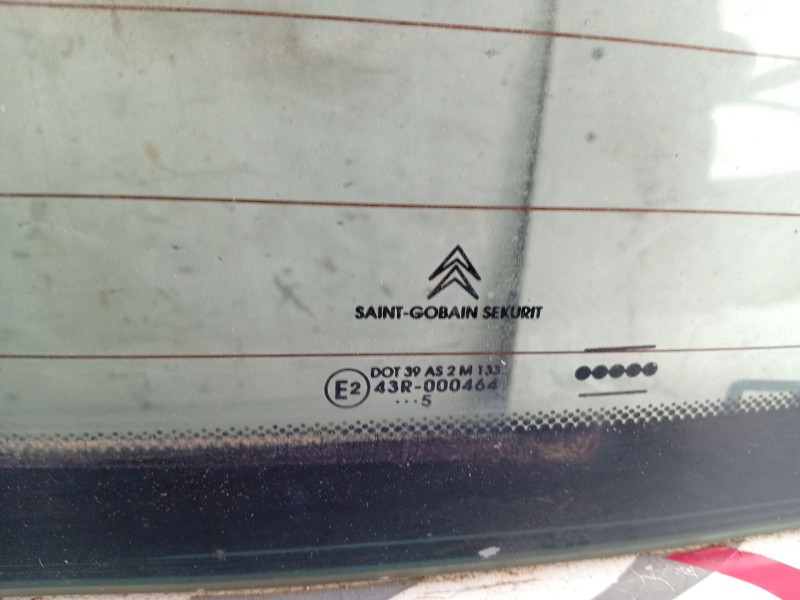 SAINT-GOBAIN SEKURIT
DOT 39 AS 2 M 133
E2 43R-000464
...5